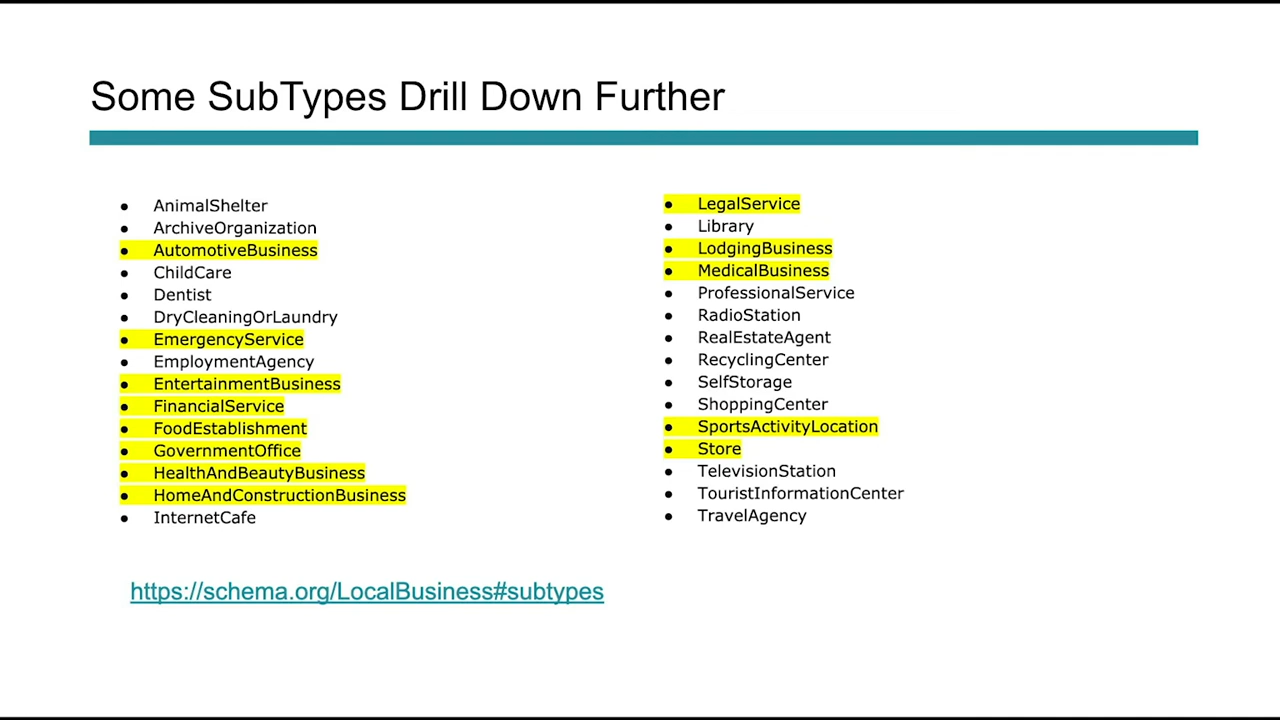 Some SubTypes Drill Down Further
● AnimalShelter
● ArchiveOrganization
● AutomotiveBusiness
● ChildCare
● Dentist
● DryCleaningOrLaundry
● EmergencyService
● EmploymentAgency
● EntertainmentBusiness
● FinancialService
● FoodEstablishment
● GovernmentOffice
● HealthAndBeautyBusiness
● HomeAndConstructionBusiness
● InternetCafe
● LegalService
● Library
● LodgingBusiness
● MedicalBusiness
● ProfessionalService
● RadioStation
● RealEstateAgent
● RecyclingCenter
● SelfStorage
● ShoppingCenter
● SportsActivityLocation
● Store
● TelevisionStation
● TouristInformationCenter
● TravelAgency
https://schema.org/LocalBusiness#subtypes